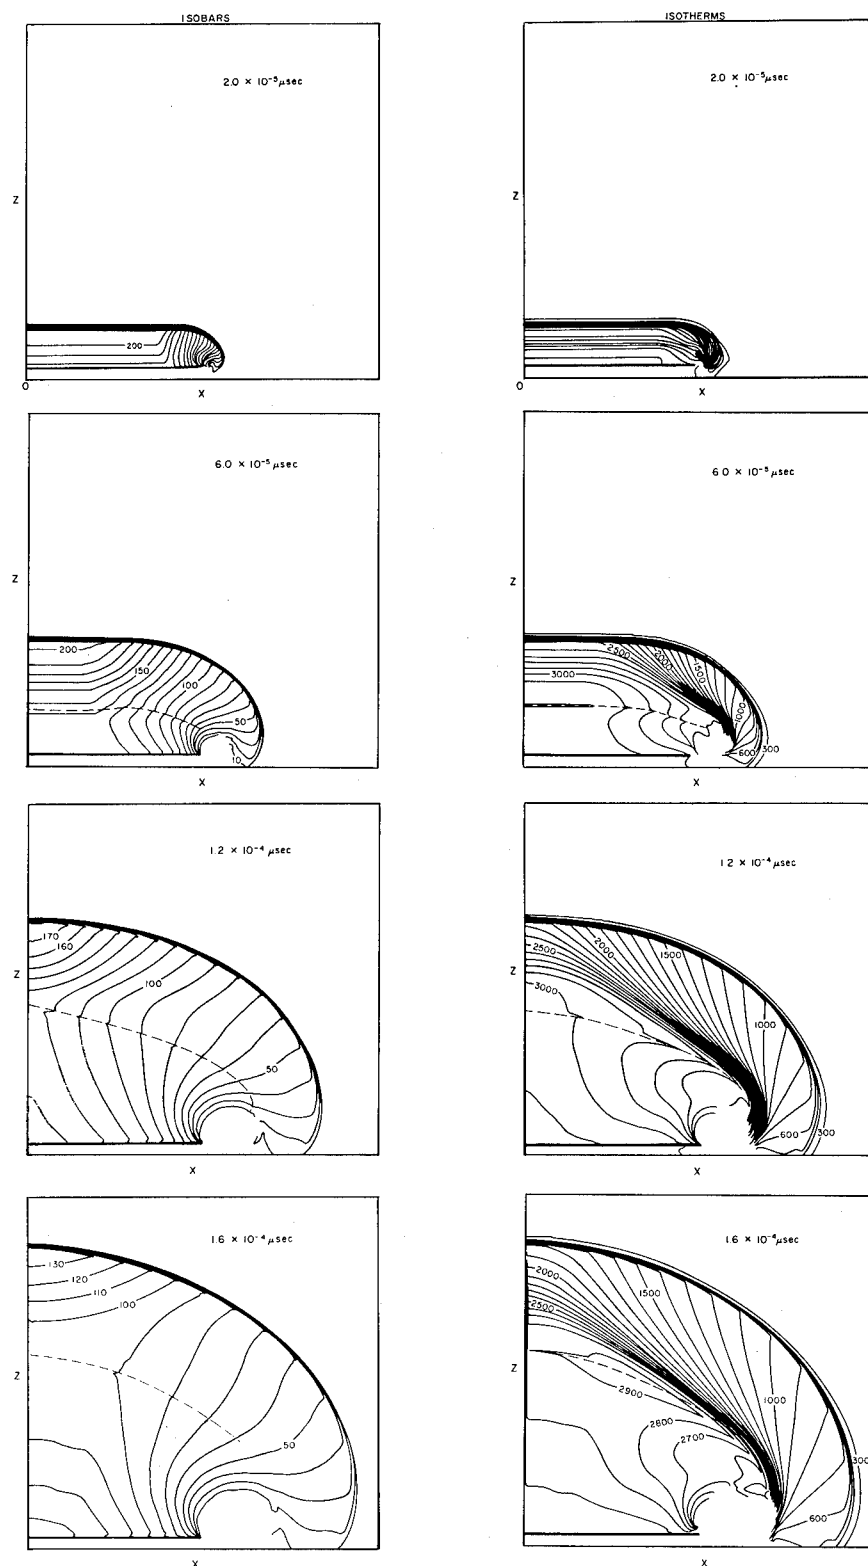 ISOBARS
ISOTHERMS
2.0 × 10⁻⁵ μsec
Z
200
0
X
2.0 × 10⁻⁵ μsec
Z
0
X
6.0 × 10⁻⁵ μsec
Z
200
150
100
50
10
X
6.0 × 10⁻⁵ μsec
Z
2500
2000
1500
3000
1000
600
300
X
1.2 × 10⁻⁴ μsec
170
160
Z
100
50
X
1.2 × 10⁻⁴ μsec
2000
2500
1500
Z
3000
1000
600
300
X
1.6 × 10⁻⁴ μsec
130
120
110
100
Z
50
X
1.6 × 10⁻⁴ μsec
2000
1500
2500
Z
2900
1000
2800
2700
300
600
X